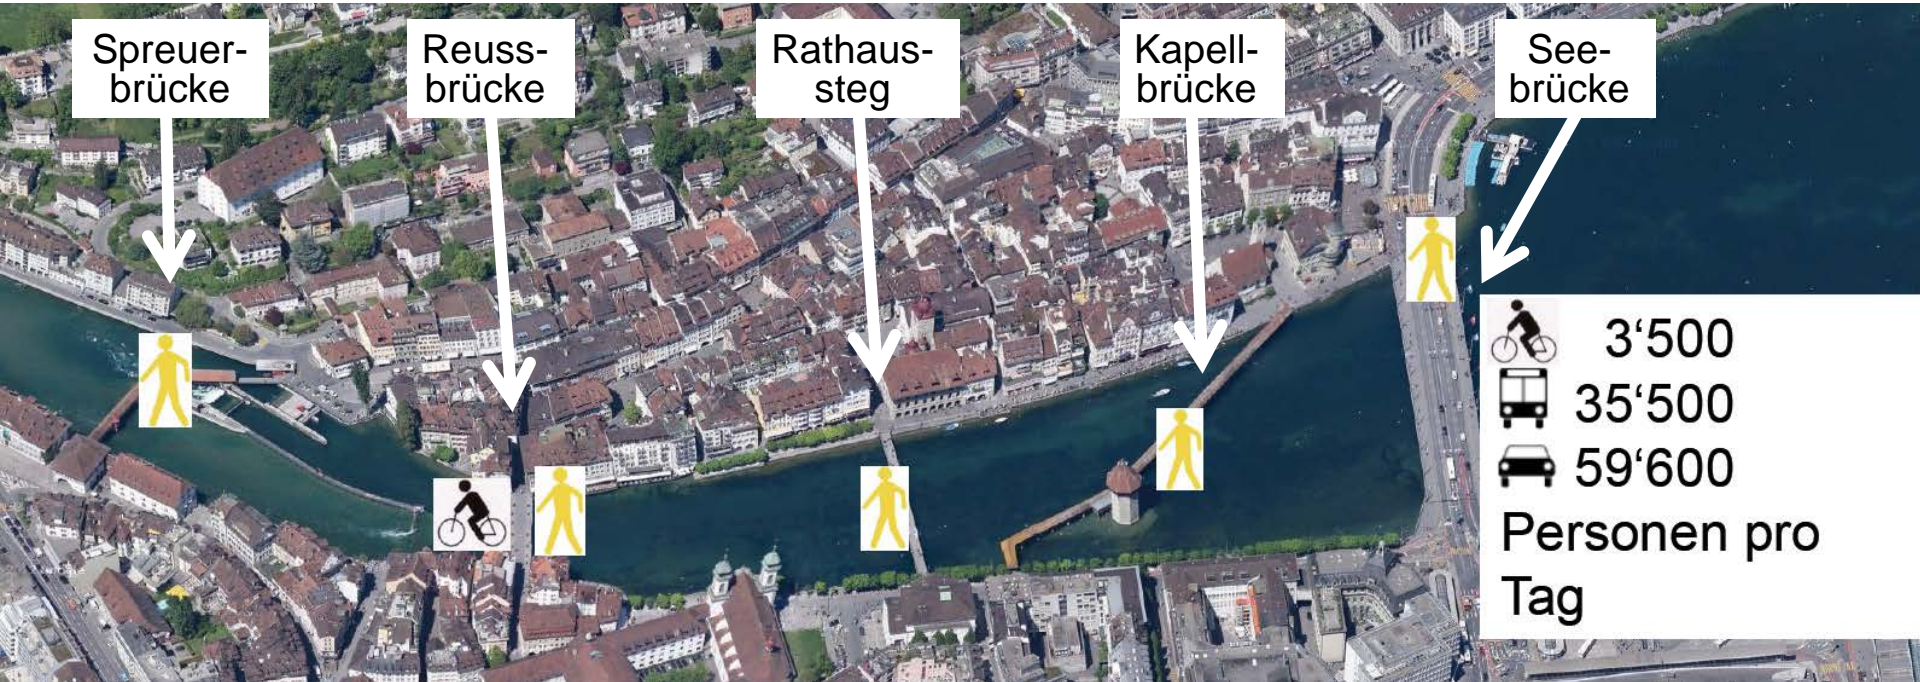 Spreuer-
brücke
Reuss-
brücke
Rathaus-
steg
Kapell-
brücke
See-
brücke
3‘500
35‘500
59‘600
Personen pro
Tag